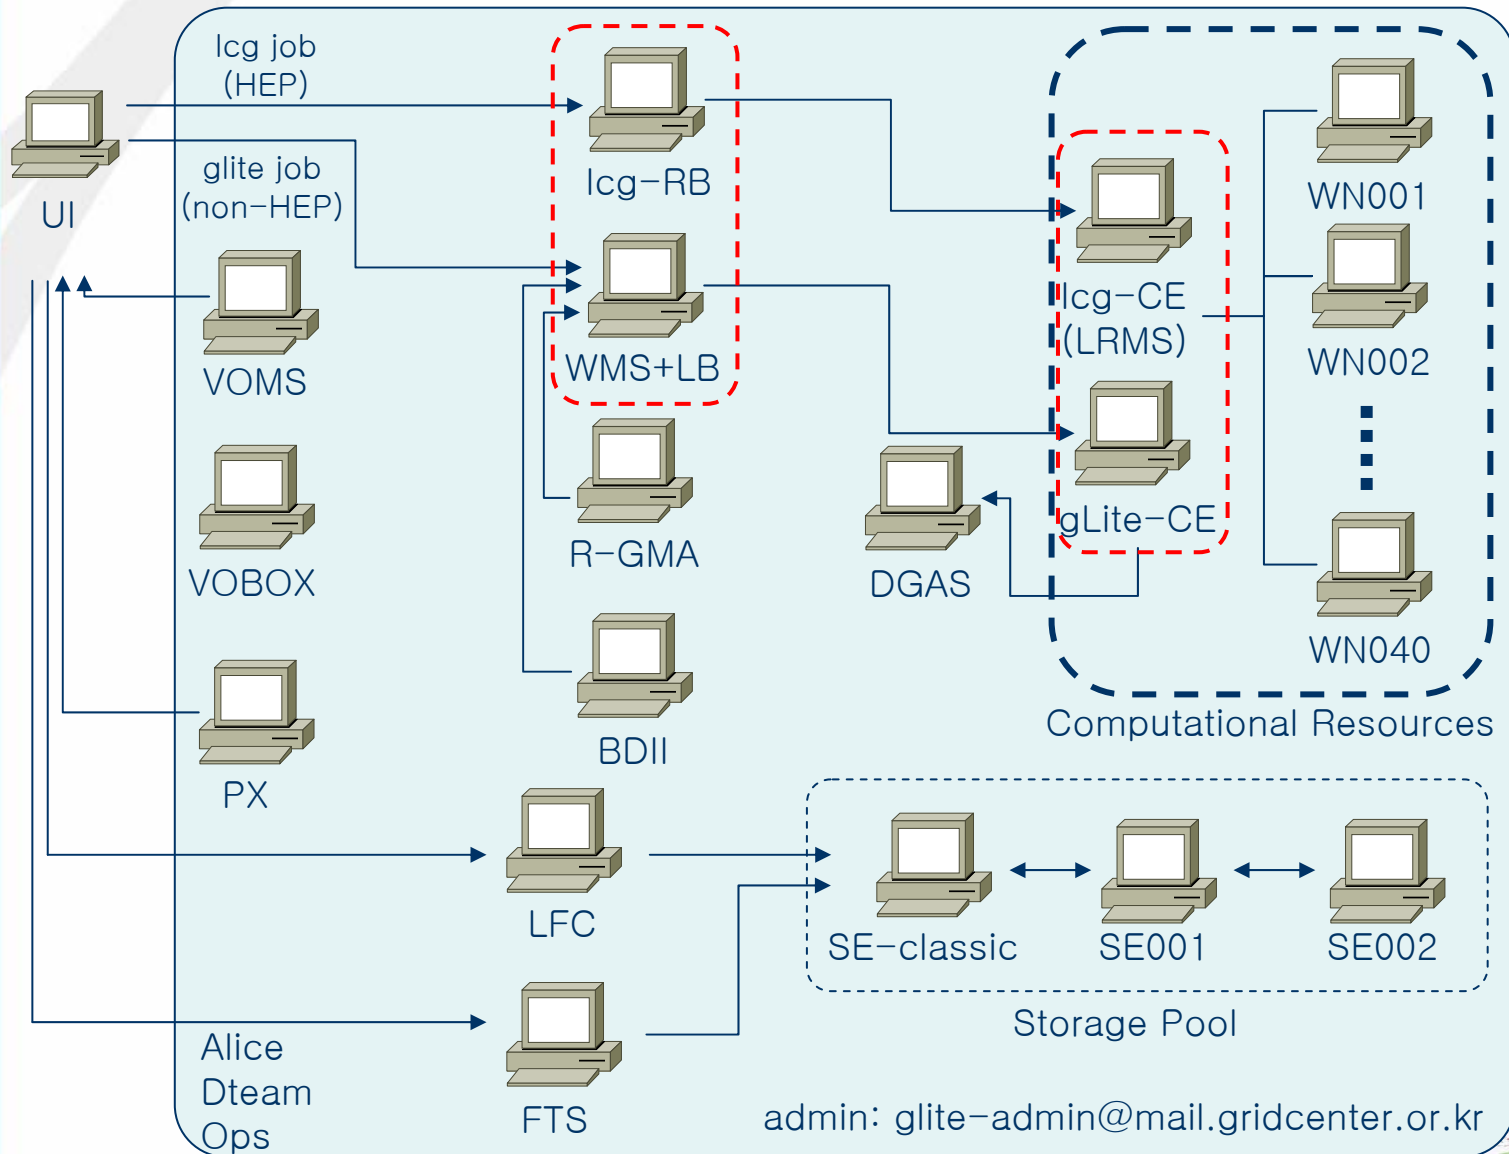 lcg job
(HEP)
UI
glite job
(non-HEP)
lcg-RB
WMS+LB
VOMS
VOBOX
PX
R-GMA
BDII
DGAS
lcg-CE
(LRMS)
gLite-CE
WN001
WN002
WN040
Computational Resources
LFC
FTS
SE-classic
SE001
SE002
Storage Pool
Alice
Dteam
Ops
admin: glite-admin@mail.gridcenter.or.kr